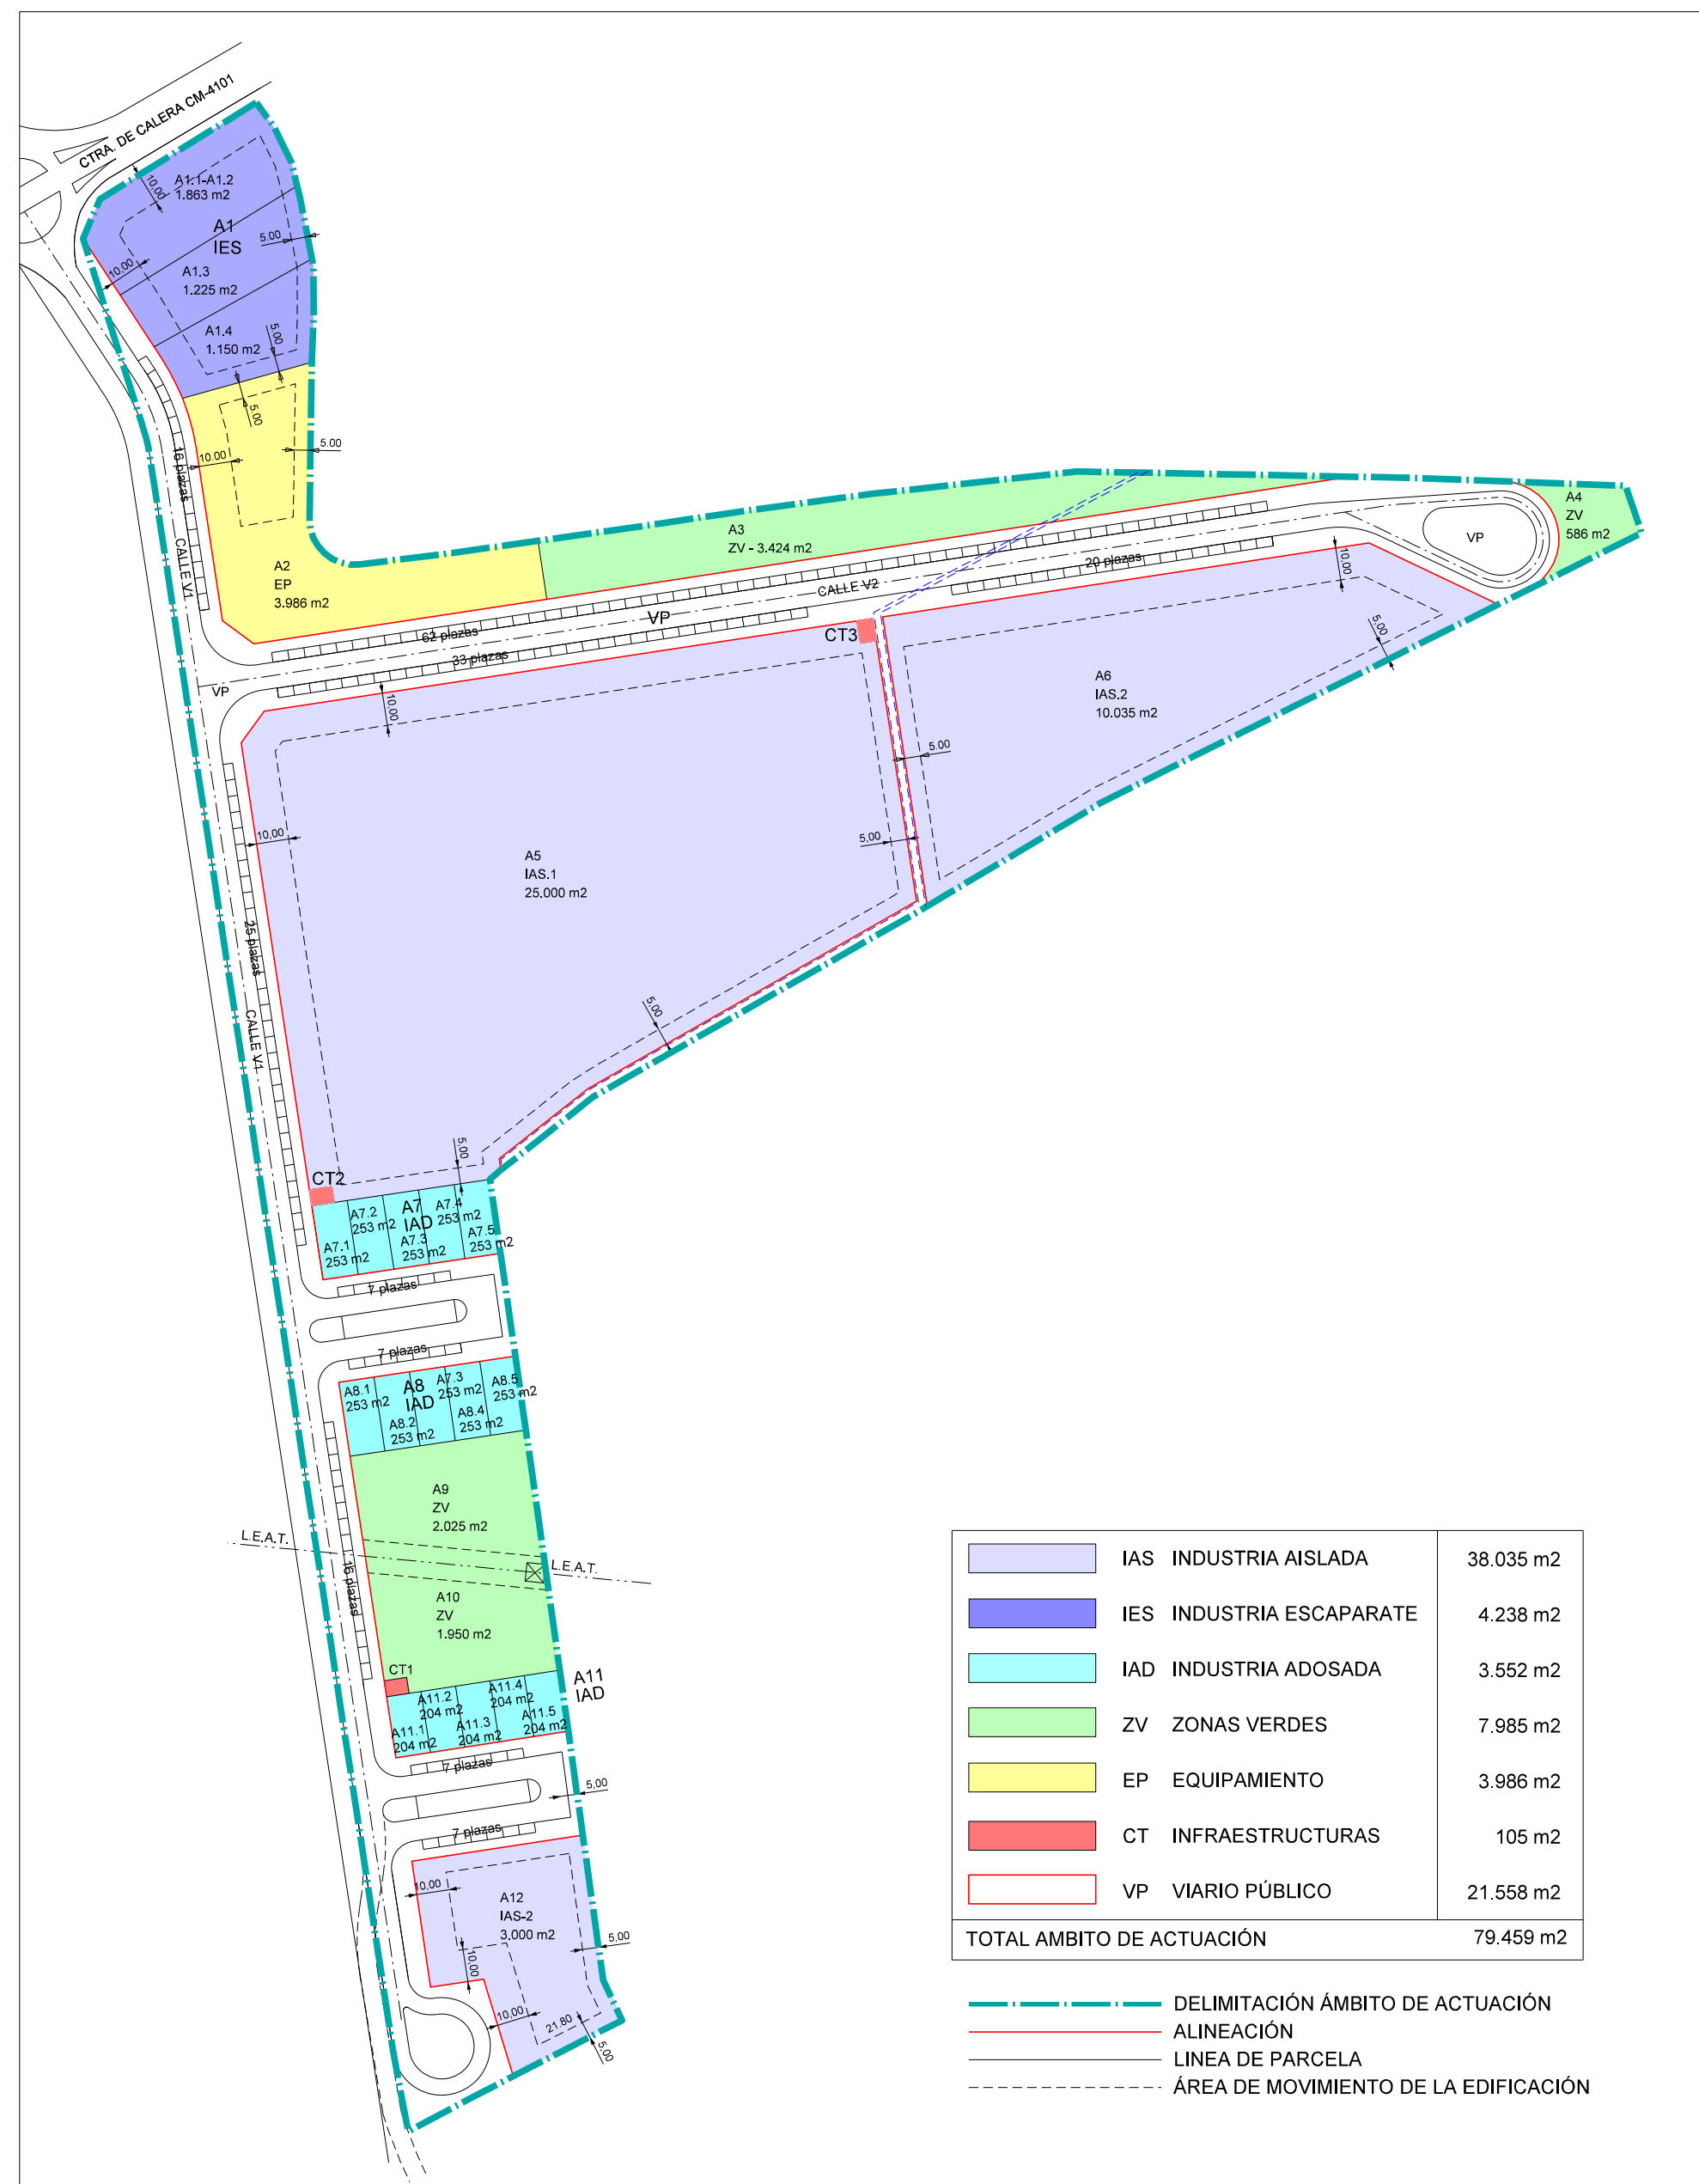 CTRA. DE CALERA CM-4101
10.00
A1.1-A1.2
1.863 m2
A1
IES
5.00
10.00
A1.3
1.225 m2
A1.4
1.150 m2
5.00
5.00
10.00
5.00
16 plazas
CALLE V1
A2
EP
3.986 m2
A3
ZV - 3.424 m2
A4
ZV
586 m2
VP
20 plazas
10.00
CALLE V2
VP
62 plazas
33 plazas
CT3
VP
10.00
5.00
A6
IAS.2
10.035 m2
5.00
5,00
10.00
A5
IAS.1
25.000 m2
25 plazas
CALLE V1
5.00
5.00
CT2
A7
IAD
A7.1
253 m2
A7.2
253 m2
A7.3
253 m2
A7.4
253 m2
A7.5
253 m2
7 plazas
7 plazas
A8
IAD
A8.1
253 m2
A8.2
253 m2
A7.3
253 m2
A8.4
253 m2
A8.5
253 m2
A9
ZV
2.025 m2
L.E.A.T.
L.E.A.T.
16 plazas
A10
ZV
1.950 m2
CT1
A11
IAD
A11.1
204 m2
A11.2
204 m2
A11.3
204 m2
A11.4
204 m2
A11.5
204 m2
7 plazas
5,00
7 plazas
10,00
A12
IAS-2
3.000 m2
5,00
10,00
10,00
21.80
5,00
IAS INDUSTRIA AISLADA 38.035 m2
IES INDUSTRIA ESCAPARATE 4.238 m2
IAD INDUSTRIA ADOSADA 3.552 m2
ZV ZONAS VERDES 7.985 m2
EP EQUIPAMIENTO 3.986 m2
CT INFRAESTRUCTURAS 105 m2
VP VIARIO PÚBLICO 21.558 m2
TOTAL AMBITO DE ACTUACIÓN 79.459 m2
DELIMITACIÓN ÁMBITO DE ACTUACIÓN
ALINEACIÓN
LINEA DE PARCELA
ÁREA DE MOVIMIENTO DE LA EDIFICACIÓN